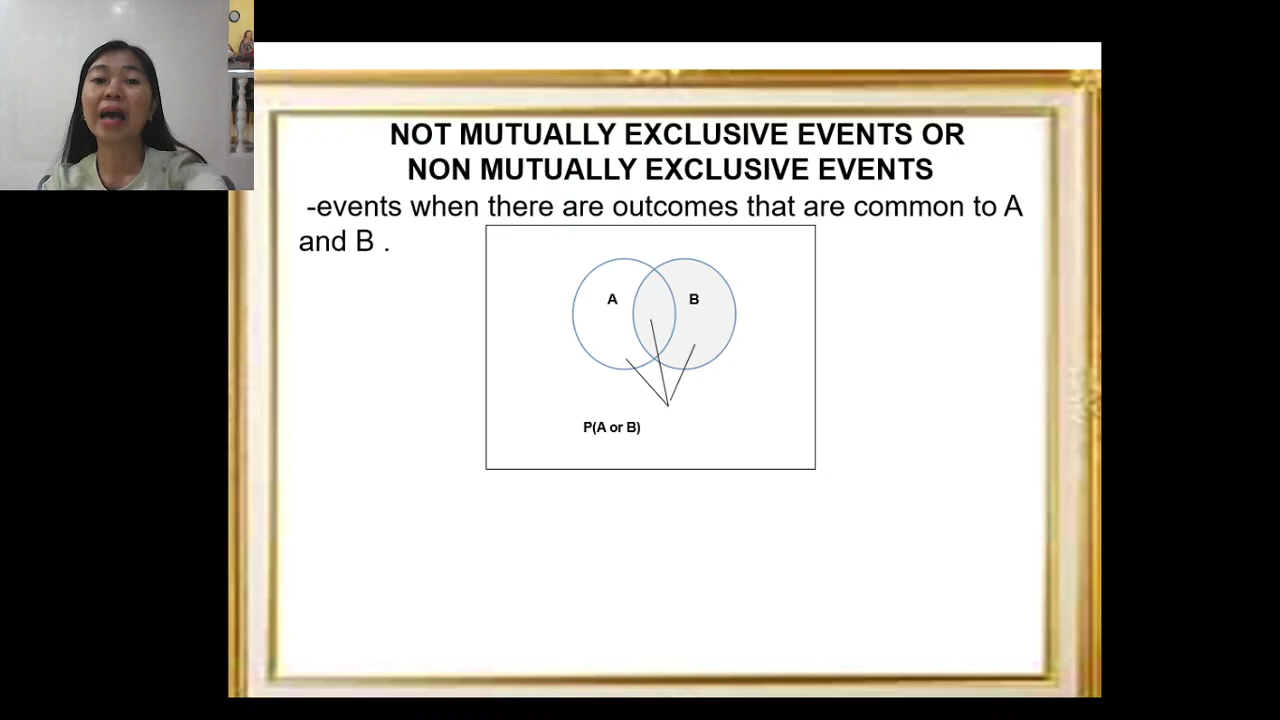 NOT MUTUALLY EXCLUSIVE EVENTS OR
NON MUTUALLY EXCLUSIVE EVENTS
-events when there are outcomes that are common to A
and B .
A
B
P(A or B)